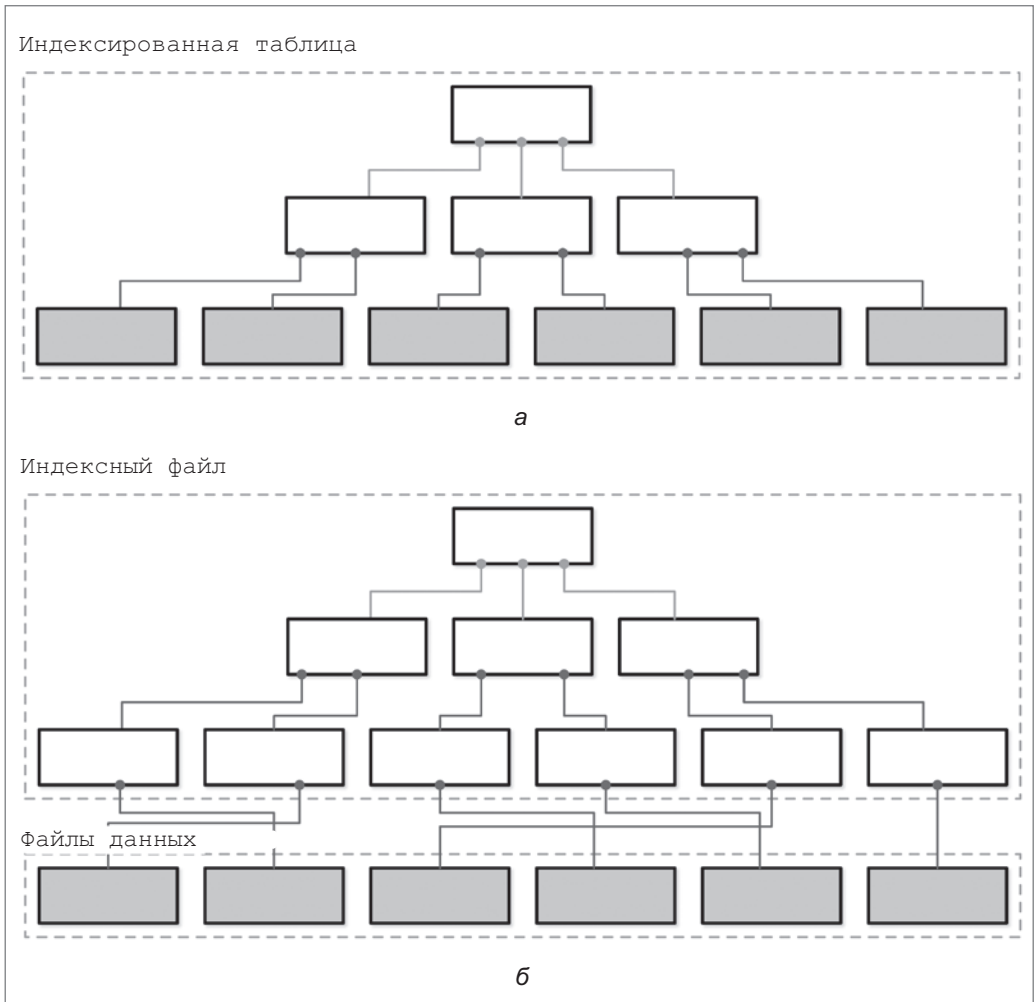 Индексированная таблица
а
Индексный файл
Файлы данных
б